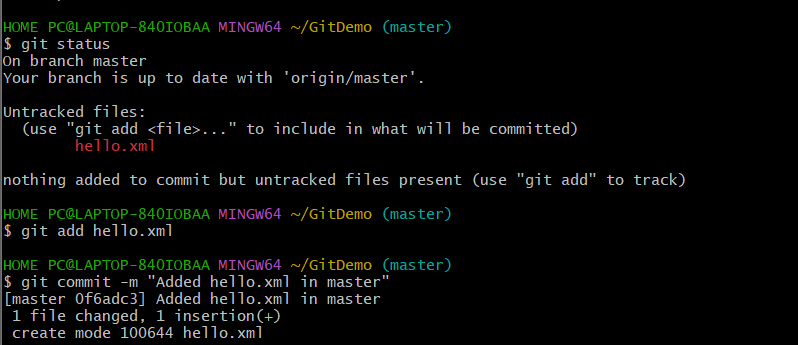 HOME PC@LAPTOP-84OIOBAA MINGW64 ~/GitDemo (master)
$ git status
On branch master
Your branch is up to date with 'origin/master'.
Untracked files:
  (use "git add <file>..." to include in what will be committed)
        hello.xml
nothing added to commit but untracked files present (use "git add" to track)
HOME PC@LAPTOP-84OIOBAA MINGW64 ~/GitDemo (master)
$ git add hello.xml
HOME PC@LAPTOP-84OIOBAA MINGW64 ~/GitDemo (master)
$ git commit -m "Added hello.xml in master"
[master 0f6adc3] Added hello.xml in master
 1 file changed, 1 insertion(+)
 create mode 100644 hello.xml